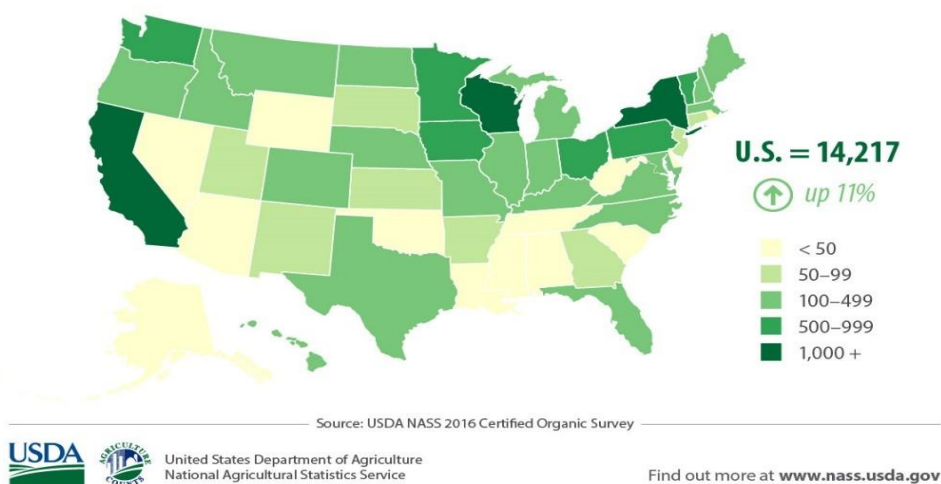 U.S. = 14,217
up 11%
< 50
50–99
100–499
500–999
1,000 +
Source: USDA NASS 2016 Certified Organic Survey
USDA
AGRICULTURE
COUNTS
United States Department of Agriculture
National Agricultural Statistics Service
Find out more at www.nass.usda.gov